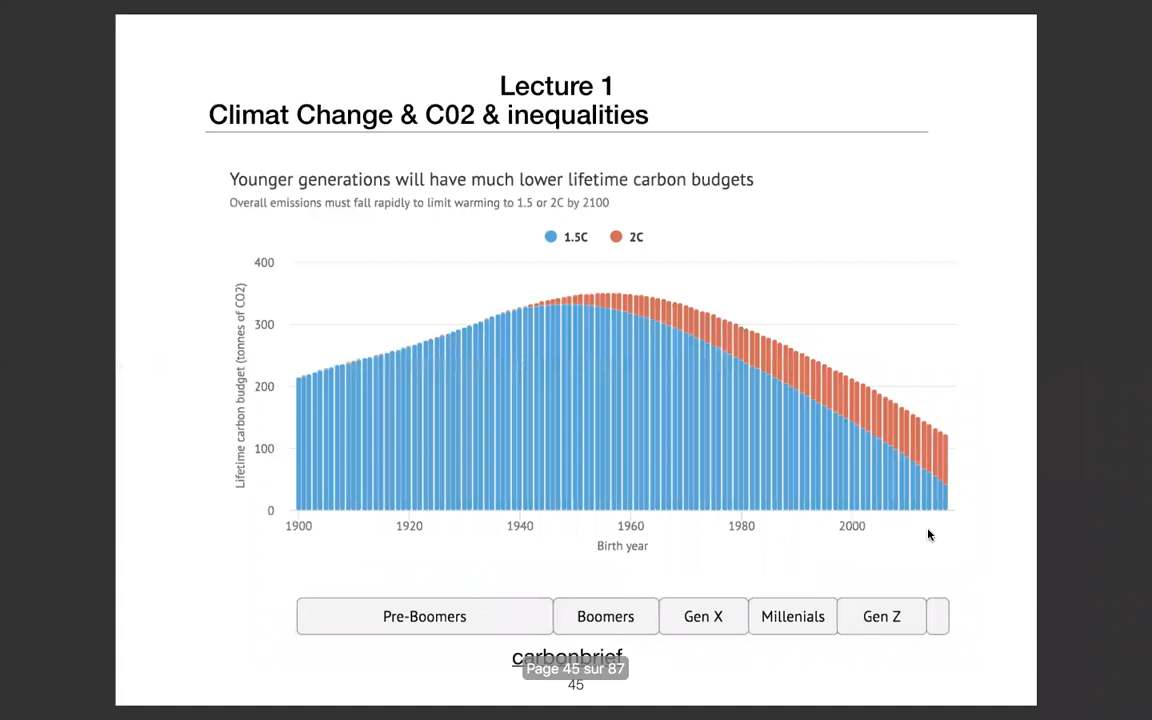 Lecture 1
Climat Change & C02 & inequalities
Younger generations will have much lower lifetime carbon budgets
Overall emissions must fall rapidly to limit warming to 1.5 or 2C by 2100
1.5C 2C
Lifetime carbon budget (tonnes of CO2)
400
300
200
100
0
1900 1920 1940 1960 1980 2000
Birth year
Pre-Boomers Boomers Gen X Millenials Gen Z
carbonbrief
Page 45 sur 87
45